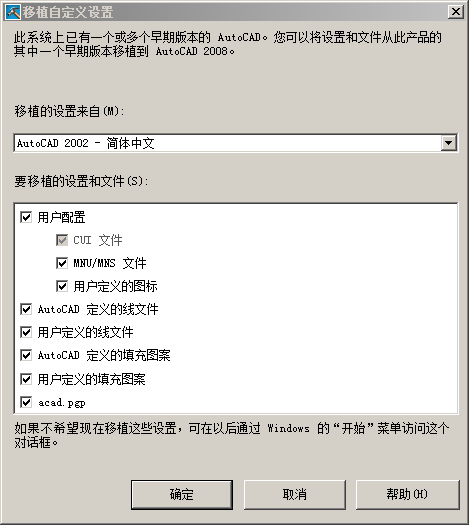 移植自定义设置
此系统上已有一个或多个早期版本的 AutoCAD。您可以将设置和文件从此产品的
其中一个早期版本移植到 AutoCAD 2008。
移植的设置来自(M):
AutoCAD 2002 - 简体中文
要移植的设置和文件(S):
用户配置
CUI 文件
MNU/MNS 文件
用户定义的图标
AutoCAD 定义的线文件
用户定义的线文件
AutoCAD 定义的填充图案
用户定义的填充图案
acad.pgp
如果不希望现在移植这些设置,可在以后通过 Windows 的“开始”菜单访问这个
对话框。
确定 取消 帮助(H)